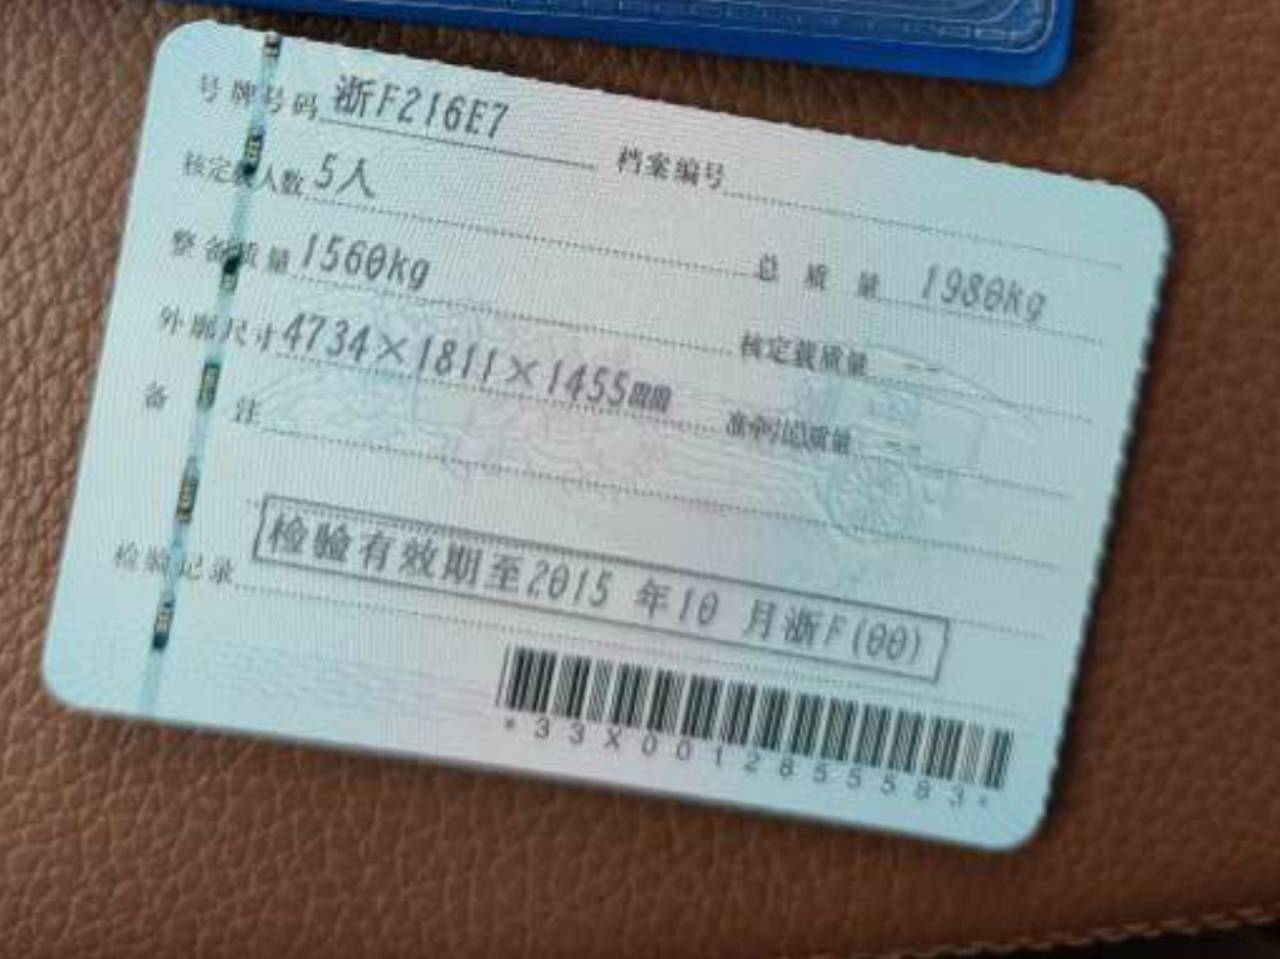 号牌号码 浙F216E7 档案编号
核定载人数 5人
整备质量 1560kg 总质量 1980kg
外廓尺寸 4734×1811×1455mm 核定载质量 --
备注 准牵引总质量 --
检验记录 检验有效期至2015 年10 月浙F(00)
*33X0012855583*